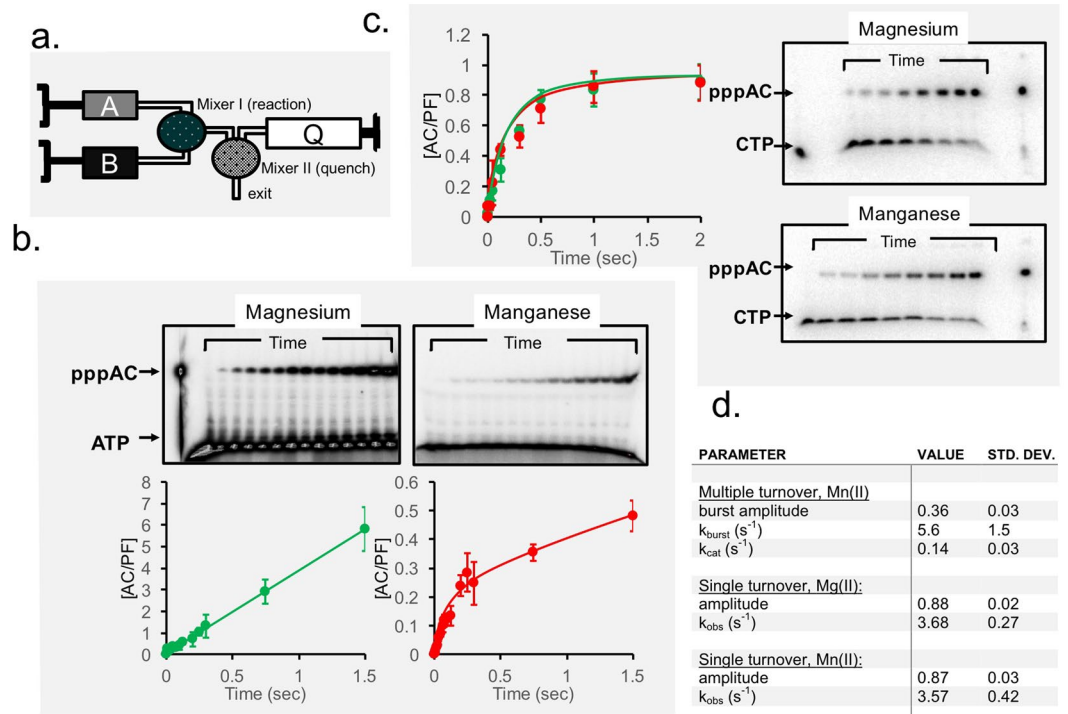 a.
A
Mixer I (reaction)
B
Q
Mixer II (quench)
exit
b.
Magnesium
Manganese
Time
Time
pppAC
ATP
8
7
6
5
4
3
2
1
0
[AC/PF]
0
0.5
1
1.5
Time (sec)
0.6
0.5
0.4
0.3
0.2
0.1
0
[AC/PF]
0
0.5
1
1.5
Time (sec)
c.
1.2
1
0.8
0.6
0.4
0.2
0
[AC/PF]
0
0.5
1
1.5
2
Time (sec)
Magnesium
Time
pppAC
CTP
Manganese
Time
pppAC
CTP
d.
PARAMETER VALUE STD. DEV.
Multiple turnover, Mn(II)
burst amplitude 0.36 0.03
k_burst (s⁻¹) 5.6 1.5
k_cat (s⁻¹) 0.14 0.03
Single turnover, Mg(II):
amplitude 0.88 0.02
k_obs (s⁻¹) 3.68 0.27
Single turnover, Mn(II):
amplitude 0.87 0.03
k_obs (s⁻¹) 3.57 0.42